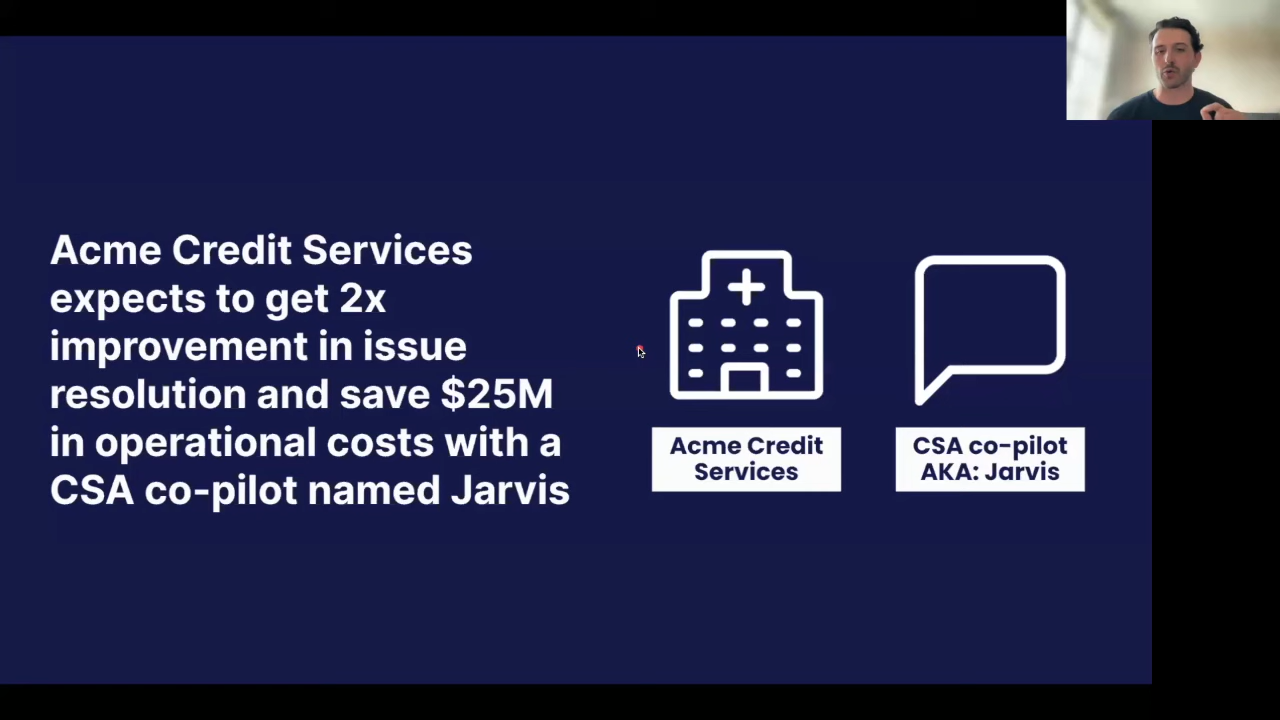 Acme Credit Services
expects to get 2x
improvement in issue
resolution and save $25M
in operational costs with a
CSA co-pilot named Jarvis
Acme Credit
Services
CSA co-pilot
AKA: Jarvis